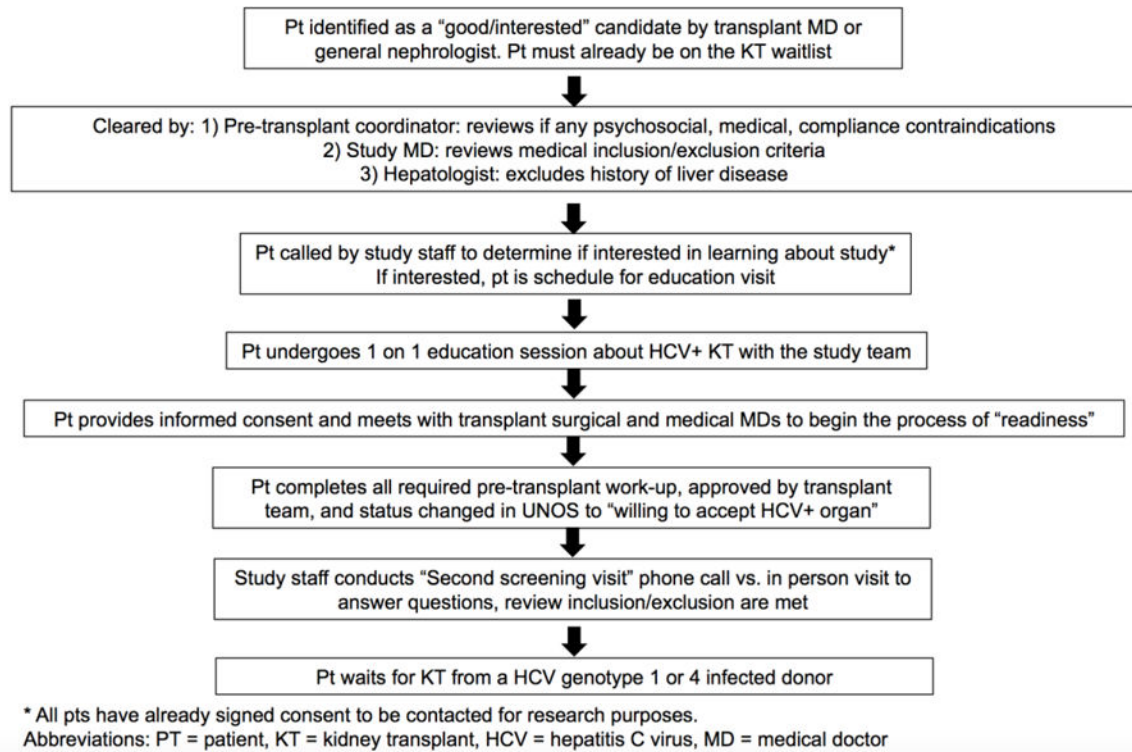 Pt identified as a “good/interested” candidate by transplant MD or
general nephrologist. Pt must already be on the KT waitlist
Cleared by: 1) Pre-transplant coordinator: reviews if any psychosocial, medical, compliance contraindications
2) Study MD: reviews medical inclusion/exclusion criteria
3) Hepatologist: excludes history of liver disease
Pt called by study staff to determine if interested in learning about study*
If interested, pt is schedule for education visit
Pt undergoes 1 on 1 education session about HCV+ KT with the study team
Pt provides informed consent and meets with transplant surgical and medical MDs to begin the process of “readiness”
Pt completes all required pre-transplant work-up, approved by transplant
team, and status changed in UNOS to “willing to accept HCV+ organ”
Study staff conducts “Second screening visit” phone call vs. in person visit to
answer questions, review inclusion/exclusion are met
Pt waits for KT from a HCV genotype 1 or 4 infected donor
* All pts have already signed consent to be contacted for research purposes.
Abbreviations: PT = patient, KT = kidney transplant, HCV = hepatitis C virus, MD = medical doctor